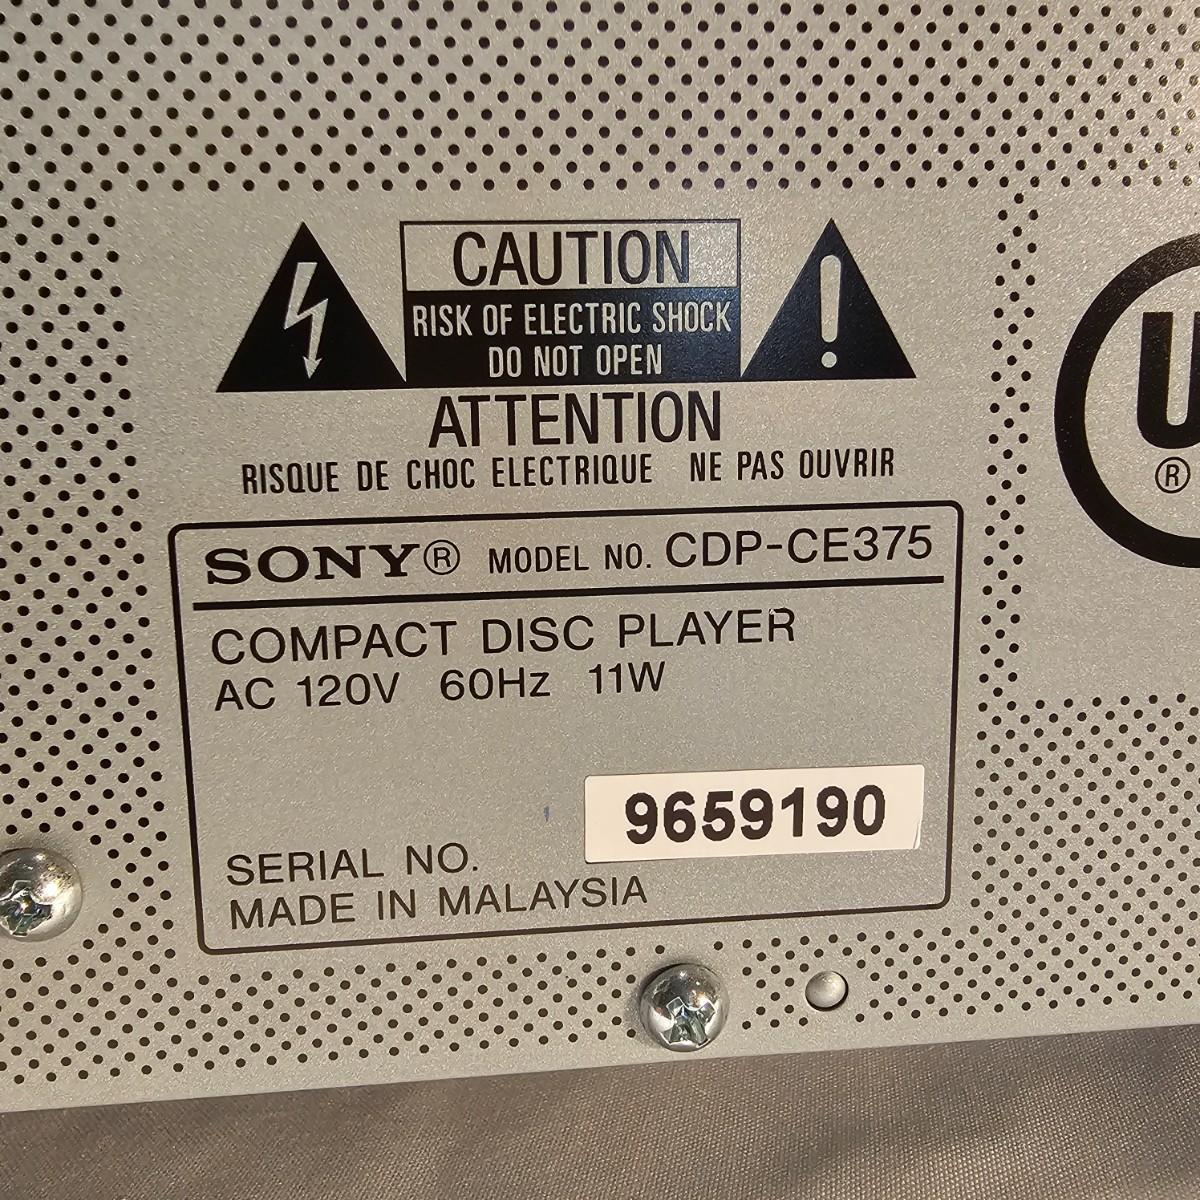 CAUTION
RISK OF ELECTRIC SHOCK
DO NOT OPEN
ATTENTION
RISQUE DE CHOC ELECTRIQUE NE PAS OUVRIR
SONY® MODEL NO. CDP-CE375
COMPACT DISC PLAYER
AC 120V 60Hz 11W
9659190
SERIAL NO.
MADE IN MALAYSIA
U
®